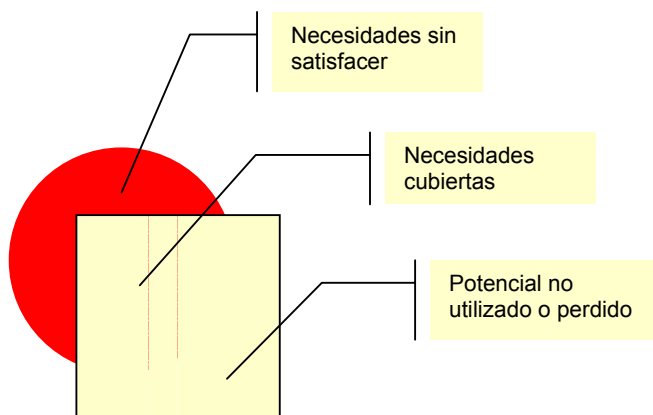 Necesidades sin
satisfacer
Necesidades
cubiertas
Potencial no
utilizado o perdido